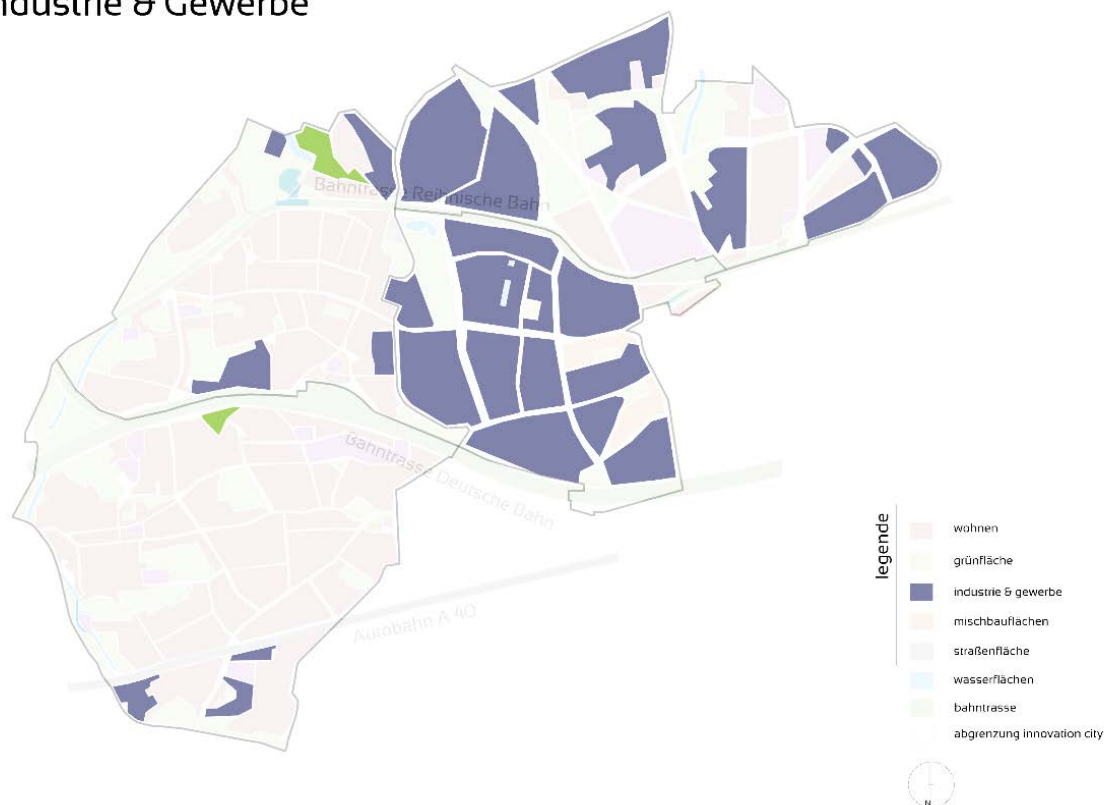 ndustrie & Gewerbe
Bahntrasse Reihnische Bahn
Bahntrasse Deutsche Bahn
Autobahn A 40
legende
wohnen
grünfläche
industrie & gewerbe
mischbauflächen
straßenfläche
wasserflächen
bahntrasse
abgrenzung innovation city
N